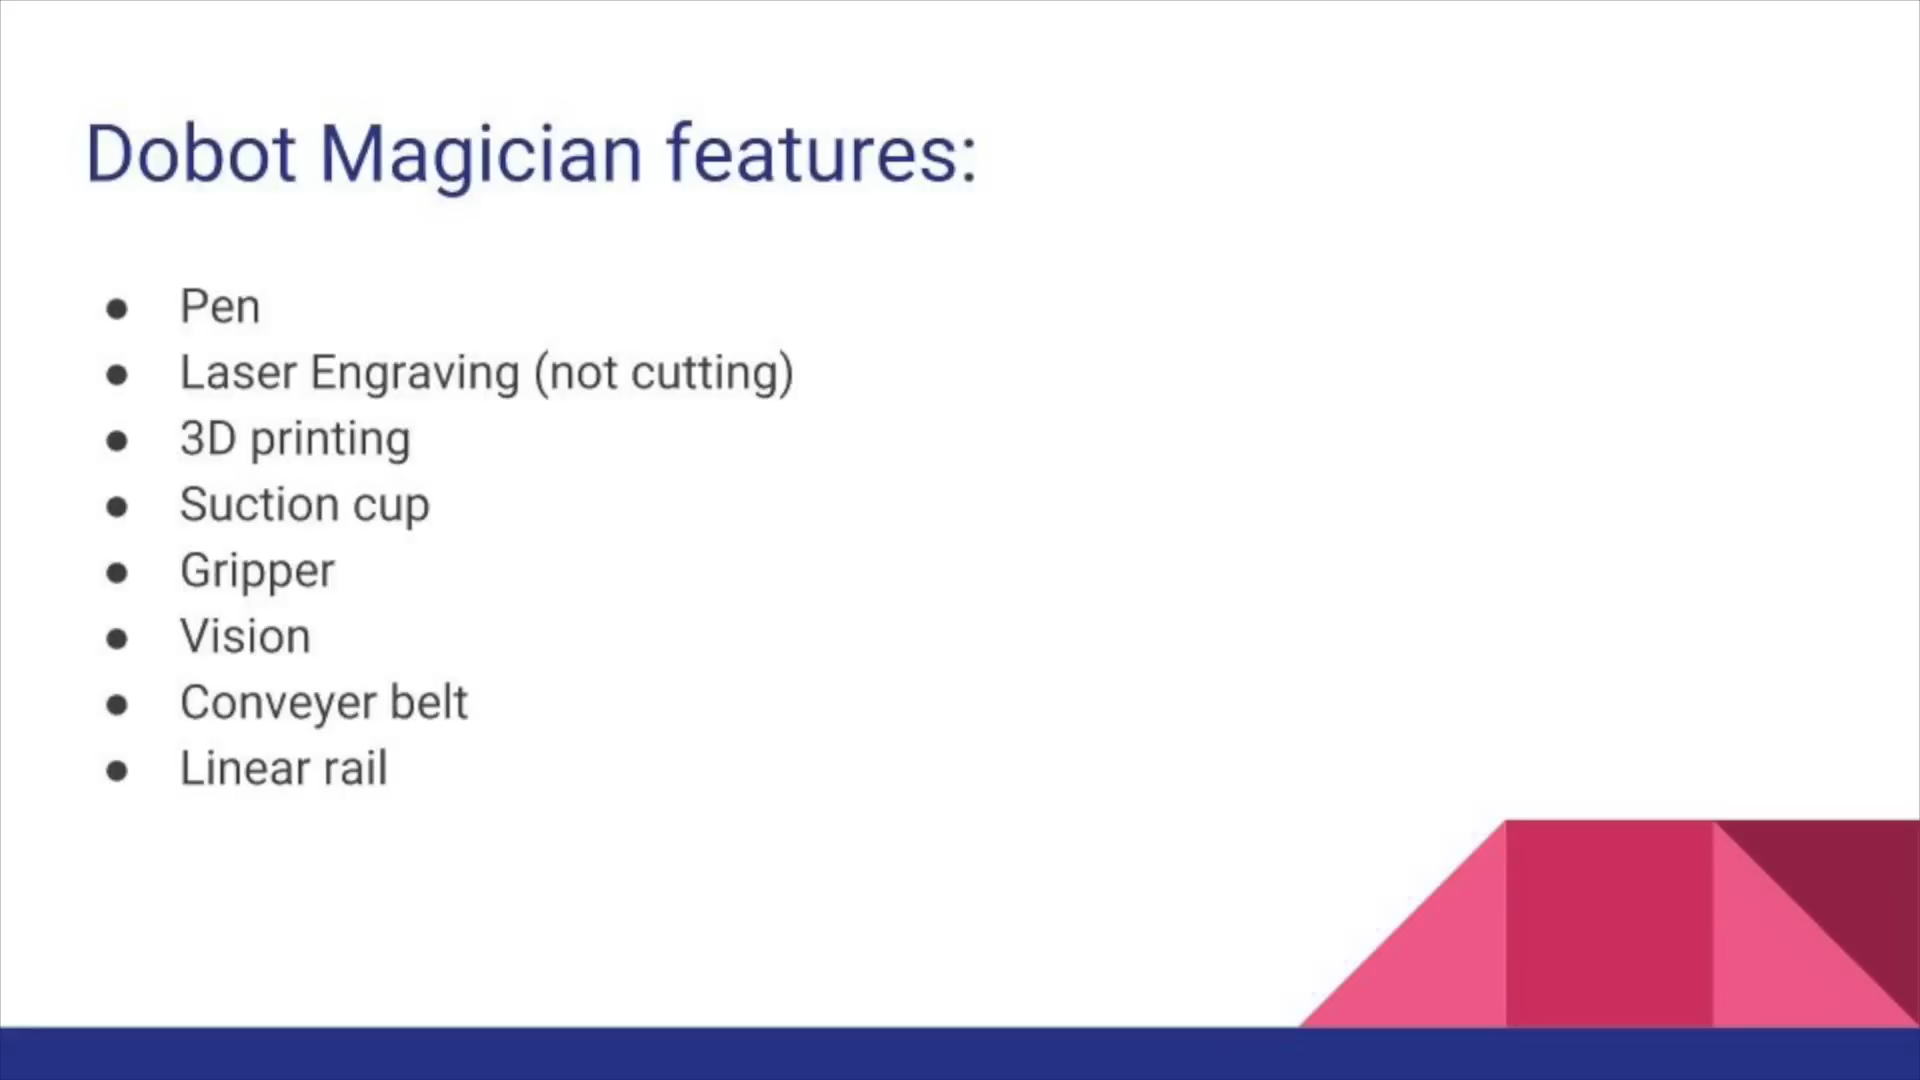 Dobot Magician features:
● Pen
● Laser Engraving (not cutting)
● 3D printing
● Suction cup
● Gripper
● Vision
● Conveyer belt
● Linear rail